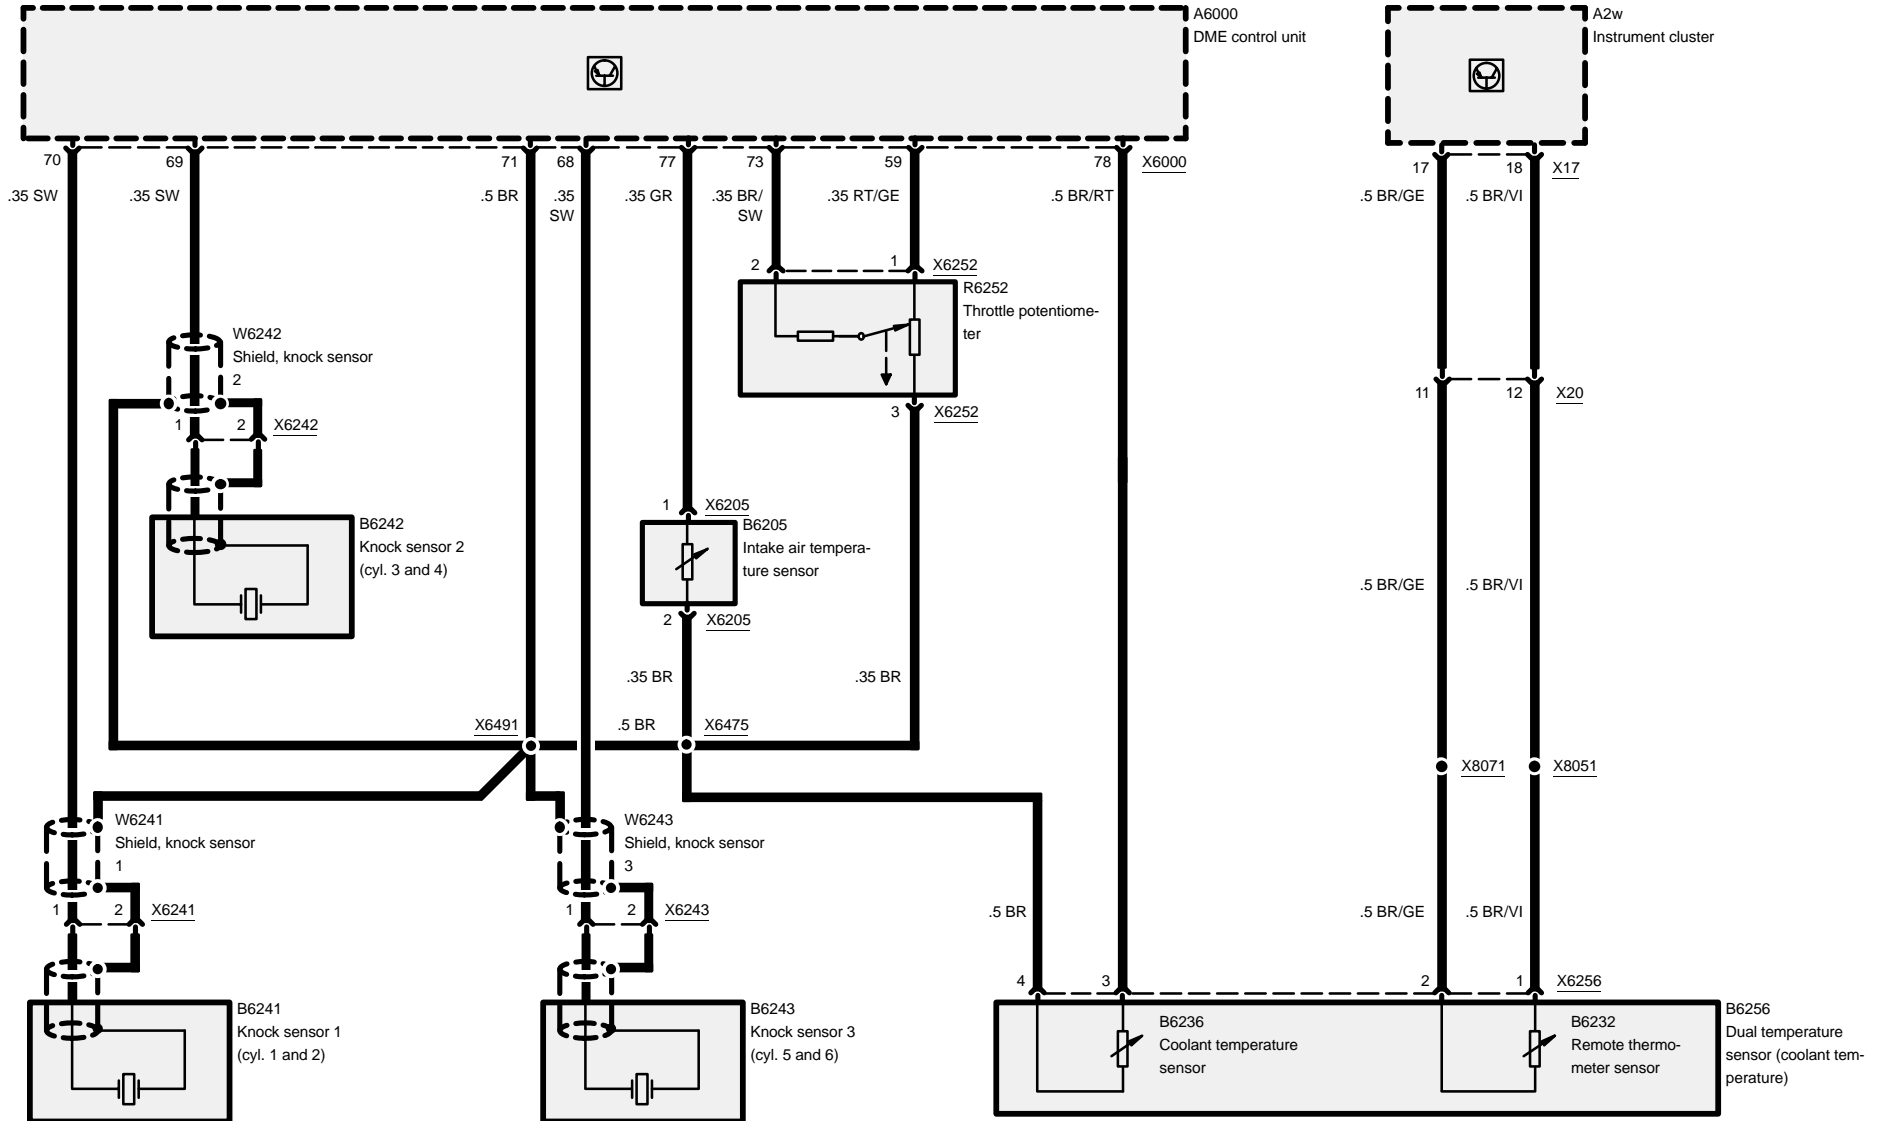 A6000
DME control unit
A2w
Instrument cluster
70
69
71
68
77
73
59
78
X6000
17
18
X17
.35 SW
.35 SW
.5 BR
.35
SW
.35 GR
.35 BR/
SW
.35 RT/GE
.5 BR/RT
.5 BR/GE
.5 BR/VI
2
1
X6252
R6252
Throttle potentiome-
ter
W6242
Shield, knock sensor
2
11
12
X20
3
X6252
1
2
X6242
1
X6205
B6205
Intake air tempera-
ture sensor
B6242
Knock sensor 2
(cyl. 3 and 4)
.5 BR/GE
.5 BR/VI
2
X6205
.35 BR
.35 BR
X6491
.5 BR
X6475
X8071
X8051
W6241
Shield, knock sensor
1
W6243
Shield, knock sensor
3
1
2
X6241
1
2
X6243
.5 BR
.5 BR/GE
.5 BR/VI
4
3
2
1
X6256
B6241
Knock sensor 1
(cyl. 1 and 2)
B6243
Knock sensor 3
(cyl. 5 and 6)
B6236
Coolant temperature
sensor
B6232
Remote thermo-
meter sensor
B6256
Dual temperature
sensor (coolant tem-
perature)